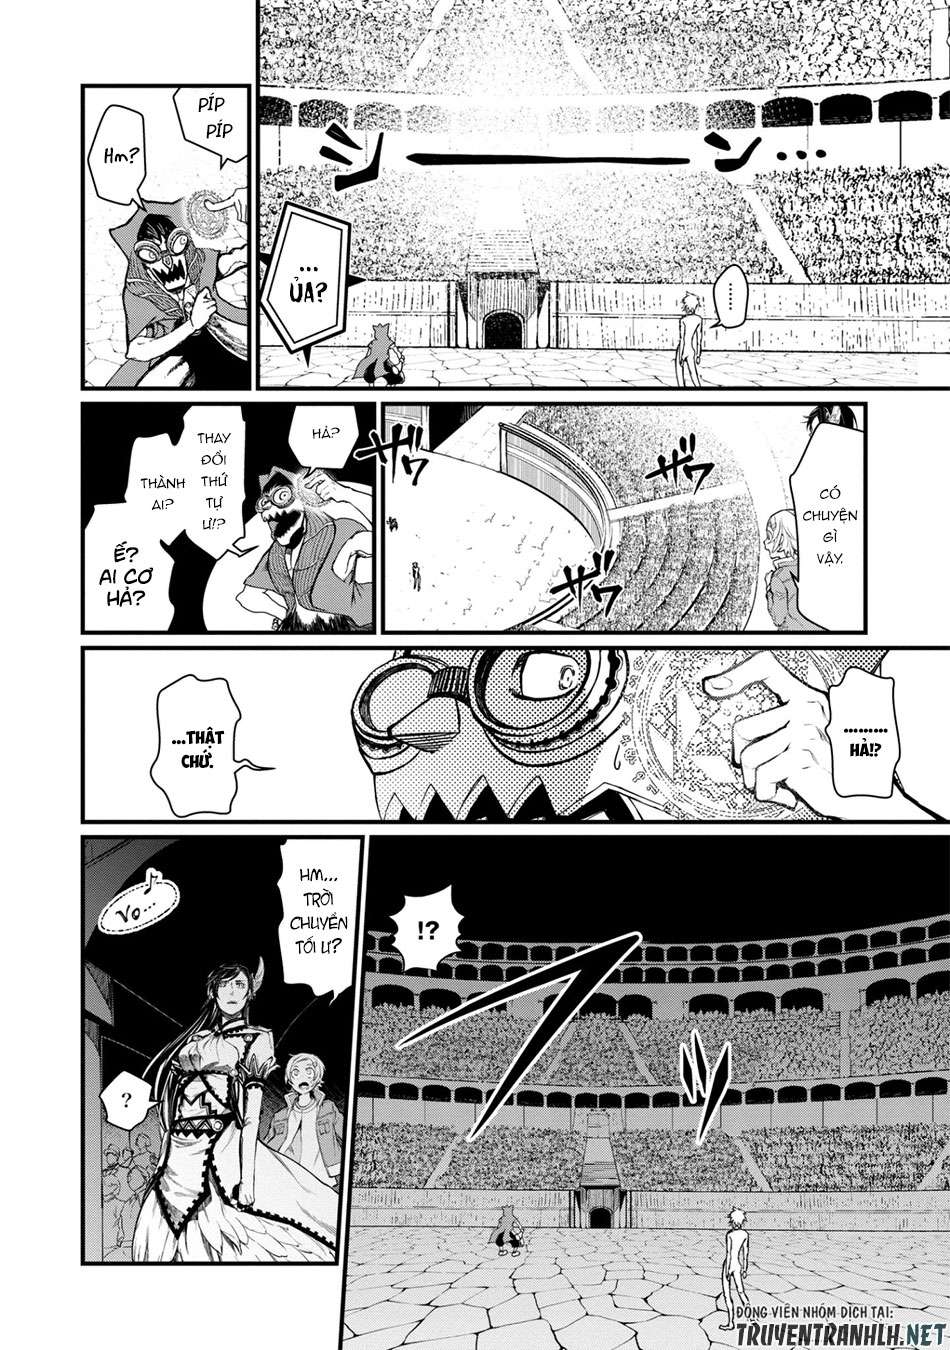 シーン…
………
…
ỦA?
PÍP
PÍP
Hm?
CÓ
CHUYỆN
GÌ
VẬY.
ザワ
ザワ
ザワ
HẢ?
THAY
ĐỔI
THỨ
TỰ
Ư!?
THÀNH
AI?
Ế?
AI CƠ
HẢ?
………
HẢ!?
...THẬT
CHỨ.
!?
HM...
TRỜI
CHUYỂN
TỐI Ư?
Vo...♪
?
ĐỘNG VIÊN NHÓM DỊCH TẠI:
TRUYENTRANHLH.NET